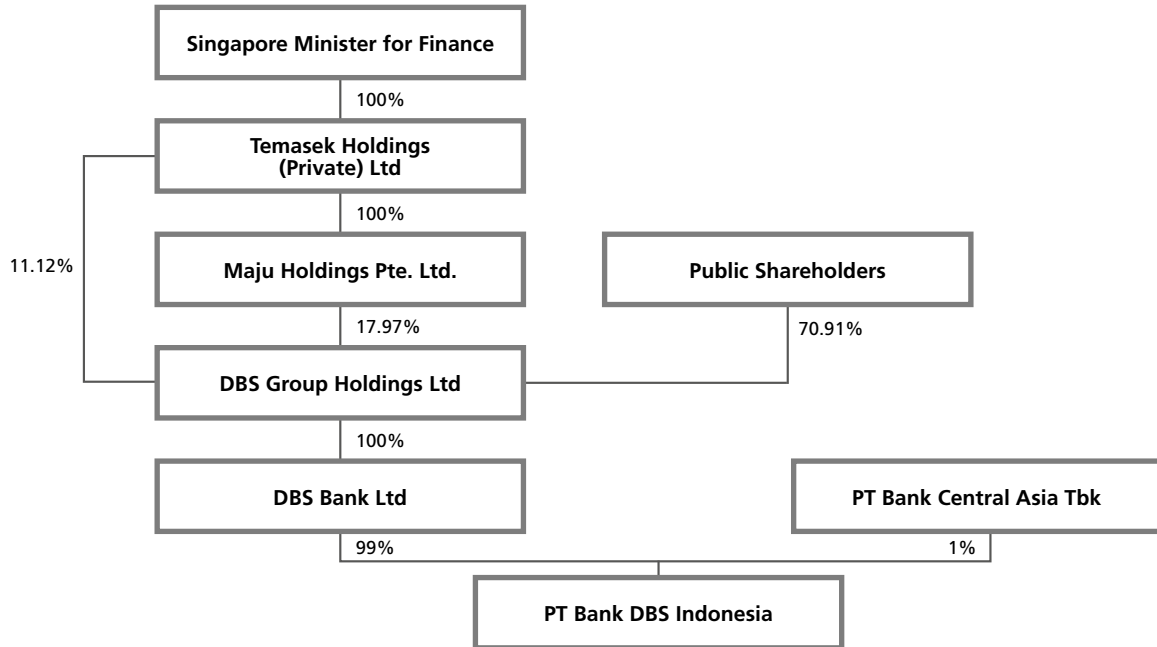 Singapore Minister for Finance
100%
Temasek Holdings
(Private) Ltd
100%
11.12%
Maju Holdings Pte. Ltd.
Public Shareholders
17.97%
70.91%
DBS Group Holdings Ltd
100%
DBS Bank Ltd
PT Bank Central Asia Tbk
99%
1%
PT Bank DBS Indonesia